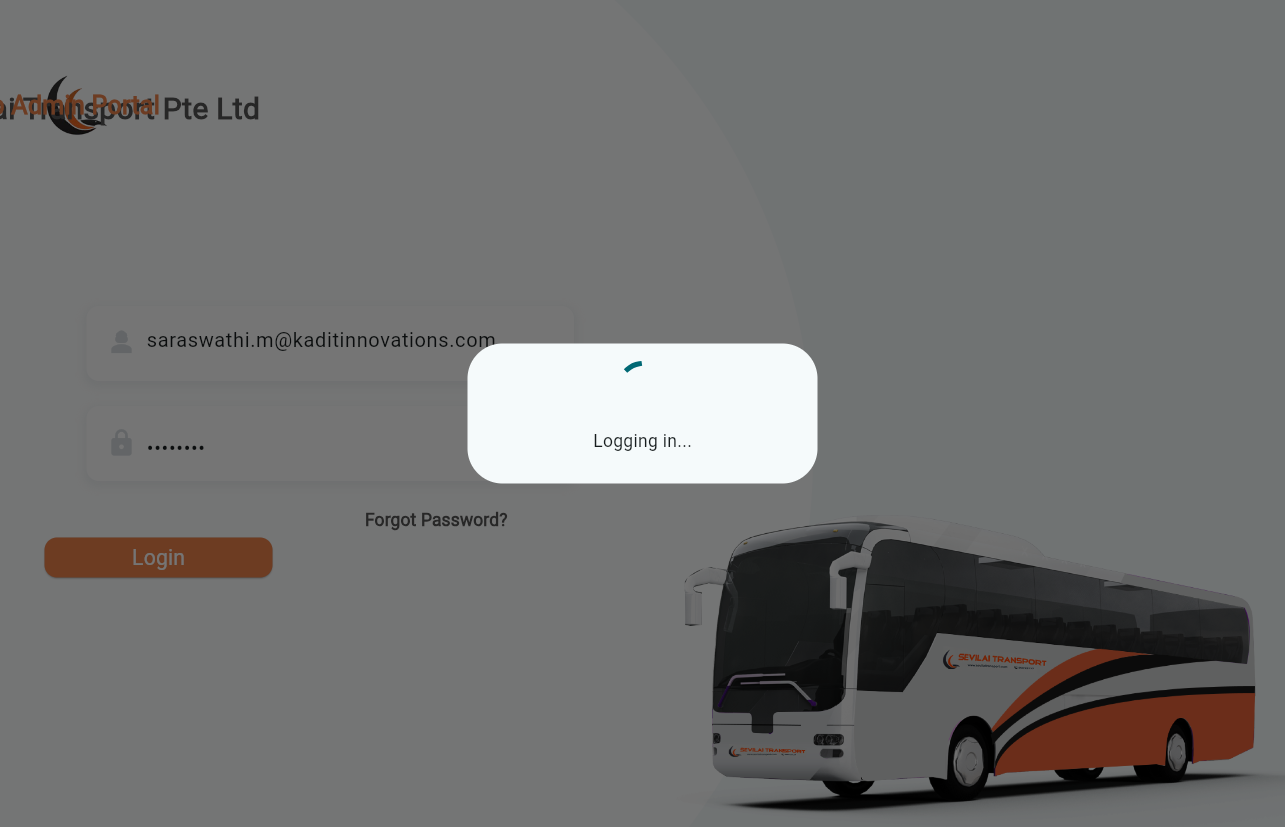 Admin Portal
ai Transport Pte Ltd
saraswathi.m@kaditinnovations.com
••••••••
Logging in...
Forgot Password?
Login
SEVILAI TRANSPORT
SEVILAI TRANSPORT